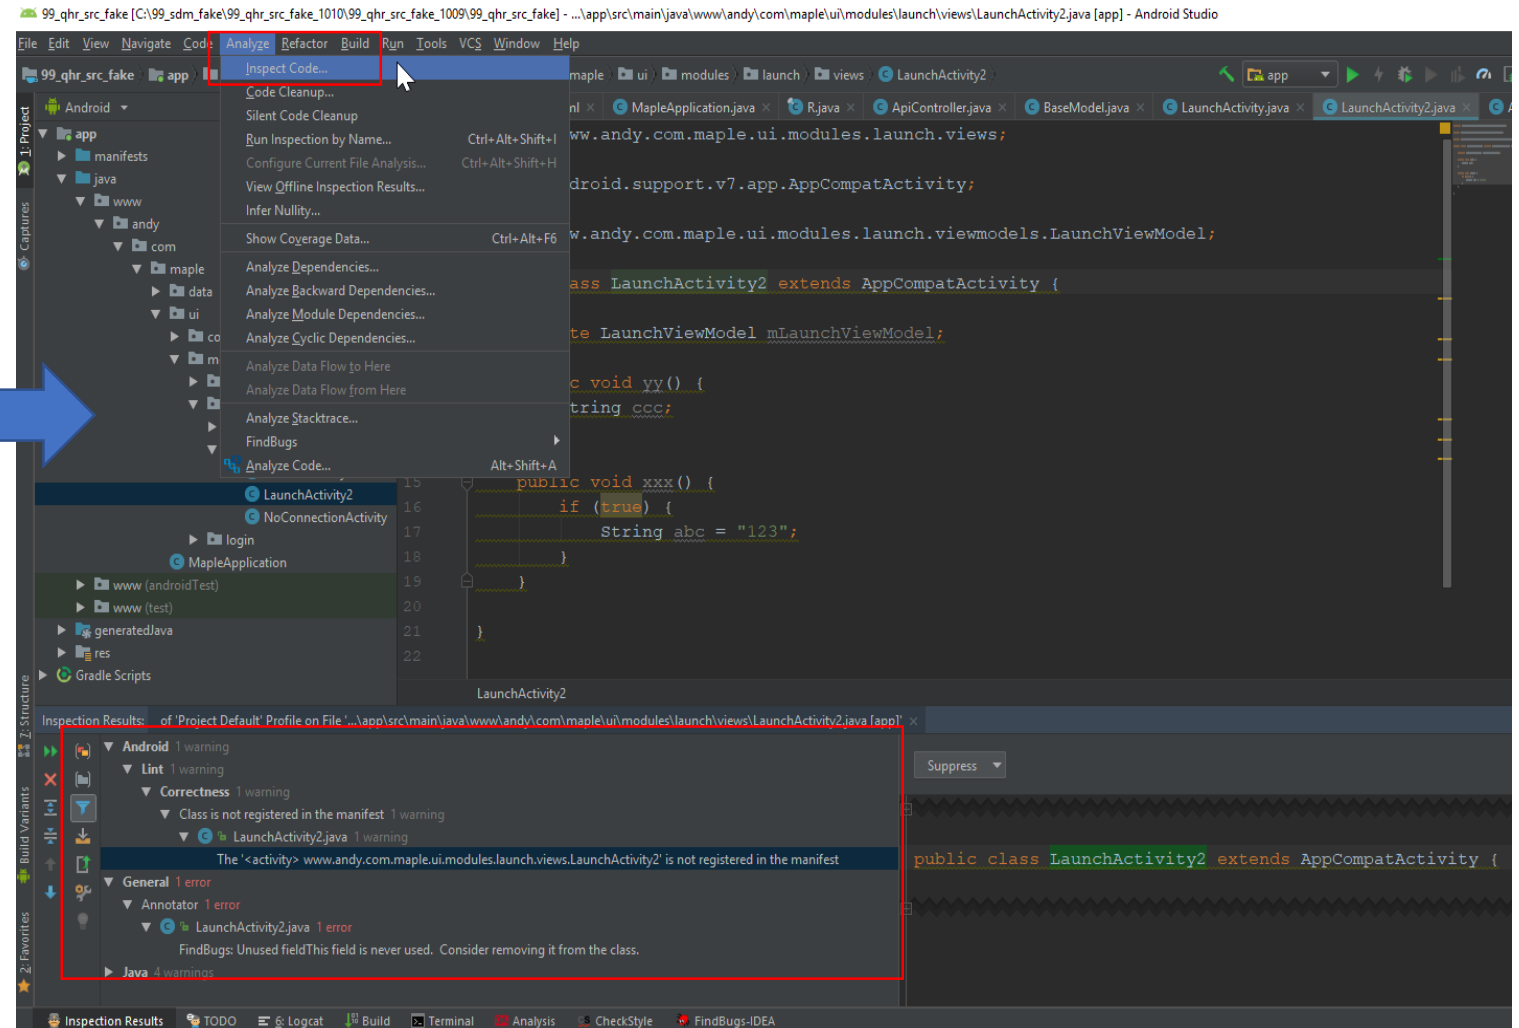 99_qhr_src_fake [C:\99_sdm_fake\99_qhr_src_fake_1010\99_qhr_src_fake_1009\99_qhr_src_fake] - ...\app\src\main\java\www\andy\com\maple\ui\modules\launch\views\LaunchActivity2.java [app] - Android Studio
File Edit View Navigate Code Analyze Refactor Build Run Tools VCS Window Help
99_qhr_src_fake app maple ui modules launch views LaunchActivity2 app
Android
MapleApplication.java R.java ApiController.java BaseModel.java LaunchActivity.java LaunchActivity2.java
1: Project
Captures
Z: Structure
Build Variants
2: Favorites
app
manifests
java
www
andy
com
maple
data
ui
co
m
LaunchActivity2
NoConnectionActivity
login
MapleApplication
www (androidTest)
www (test)
generatedJava
res
Gradle Scripts
Inspect Code...
Code Cleanup...
Silent Code Cleanup
Run Inspection by Name... Ctrl+Alt+Shift+I
Configure Current File Analysis... Ctrl+Alt+Shift+H
View Offline Inspection Results...
Infer Nullity...
Show Coverage Data... Ctrl+Alt+F6
Analyze Dependencies...
Analyze Backward Dependencies...
Analyze Module Dependencies...
Analyze Cyclic Dependencies...
Analyze Data Flow to Here
Analyze Data Flow from Here
Analyze Stacktrace...
FindBugs
Analyze Code... Alt+Shift+A
ww.andy.com.maple.ui.modules.launch.views;
droid.support.v7.app.AppCompatActivity;
w.andy.com.maple.ui.modules.launch.viewmodels.LaunchViewModel;
ass LaunchActivity2 extends AppCompatActivity {
te LaunchViewModel mLaunchViewModel;
c void yy() {
tring ccc;
15 public void xxx() {
16 if (true) {
17 String abc = "123";
18 }
19 }
20
21 }
22
LaunchActivity2
Inspection Results: of 'Project Default' Profile on File '...\app\src\main\java\www\andy\com\maple\ui\modules\launch\views\LaunchActivity2.java [app]'
Android 1 warning
Lint 1 warning
Correctness 1 warning
Class is not registered in the manifest 1 warning
LaunchActivity2.java 1 warning
The '<activity> www.andy.com.maple.ui.modules.launch.views.LaunchActivity2' is not registered in the manifest
General 1 error
Annotator 1 error
LaunchActivity2.java 1 error
FindBugs: Unused fieldThis field is never used. Consider removing it from the class.
Java 4 warnings
Suppress
public class LaunchActivity2 extends AppCompatActivity {
Inspection Results TODO 6: Logcat Build Terminal Analysis CheckStyle FindBugs-IDEA